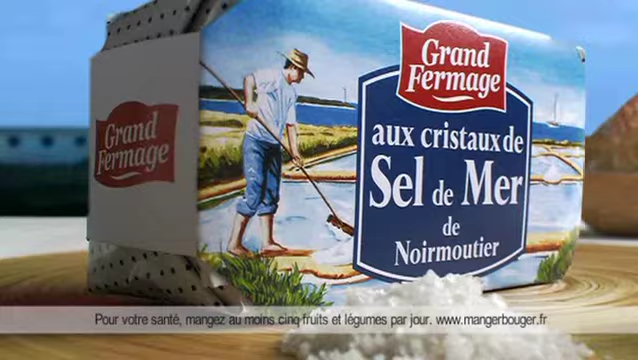 Grand
Fermage
Grand
Fermage
aux cristaux de
Sel de Mer
de
Noirmoutier
Pour votre santé, mangez au moins cinq fruits et légumes par jour. www.mangerbouger.fr